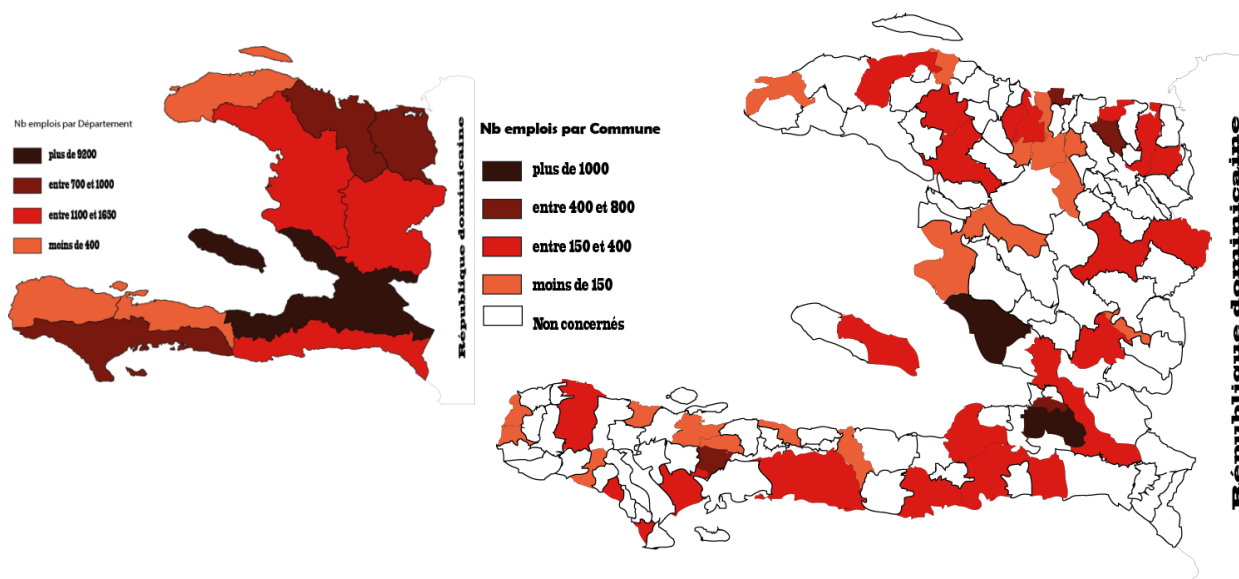 Nb emplois par Département
plus de 9200
entre 700 et 1000
entre 1100 et 1650
moins de 400
République dominicaine
Nb emplois par Commune
plus de 1000
entre 400 et 800
entre 150 et 400
moins de 150
Non concernés
République dominicaine